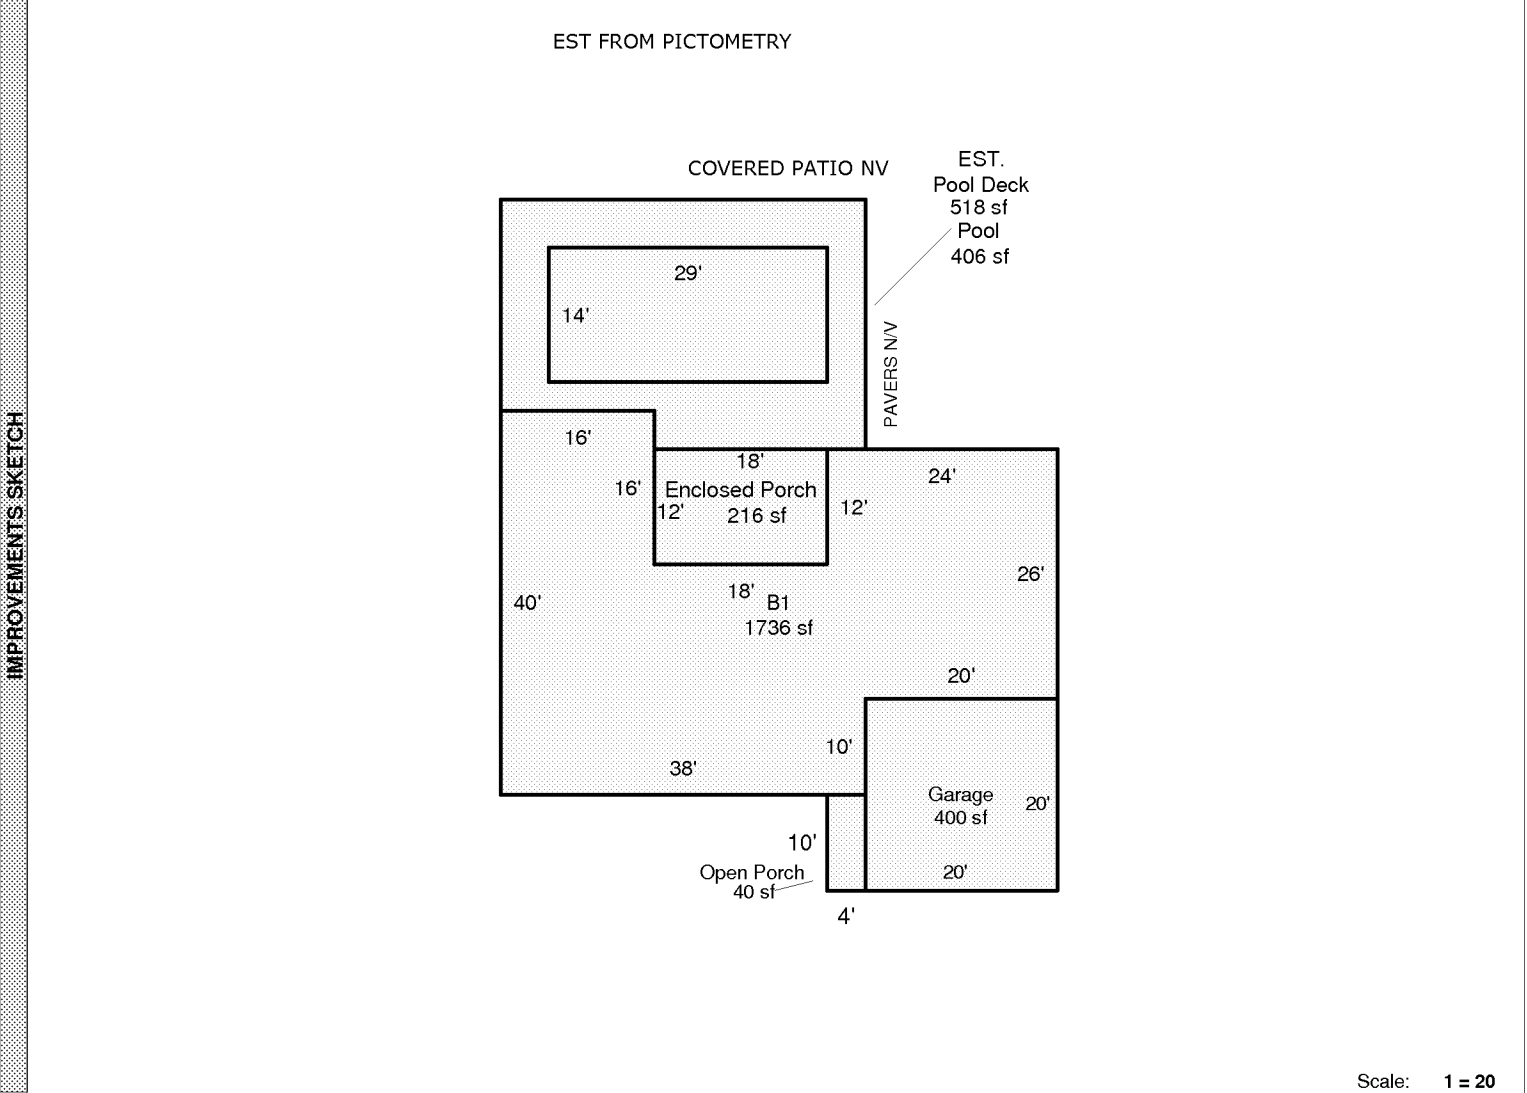 EST FROM PICTOMETRY
COVERED PATIO NV
EST.
Pool Deck
518 sf
Pool
406 sf
29'
14'
PAVERS N/V
16'
18'
24'
16'
Enclosed Porch
12'
216 sf
12'
26'
40'
18'
B1
1736 sf
20'
10'
38'
Garage
400 sf
20'
10'
Open Porch
40 sf
20'
4'
IMPROVEMENTS SKETCH
Scale: 1 = 20